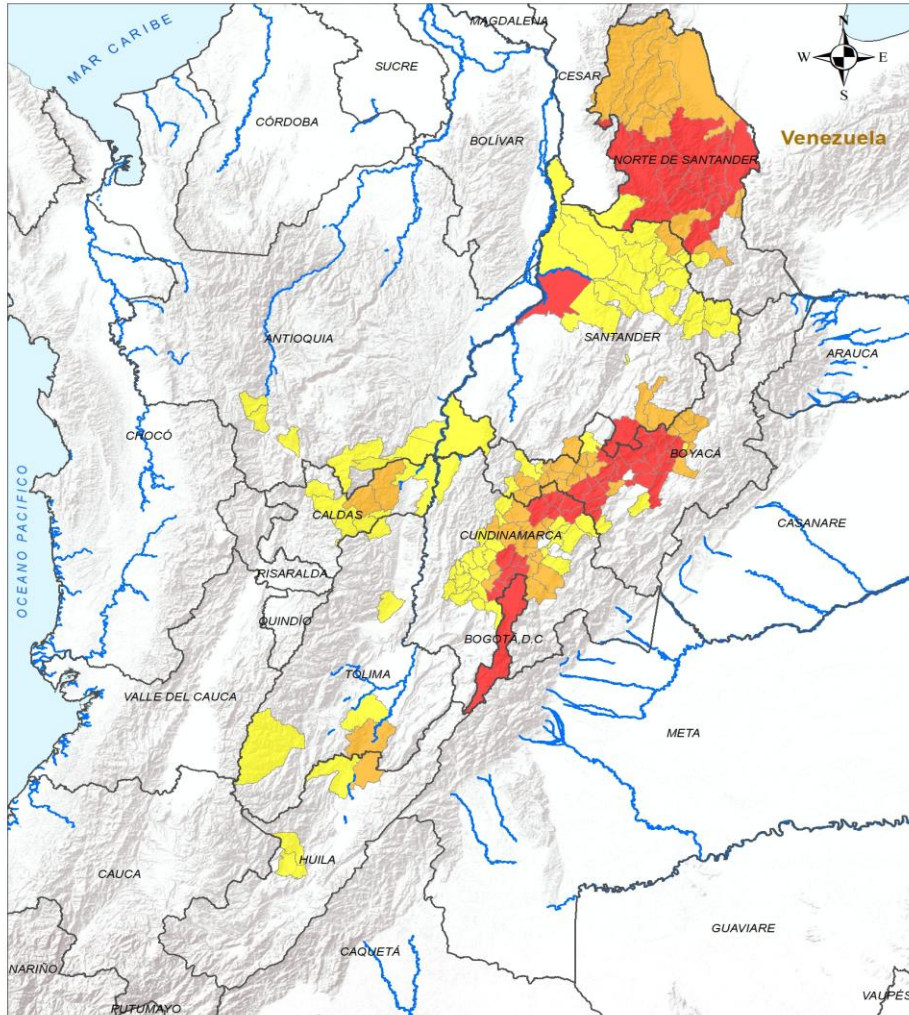 MAGDALENA
MAR CARIBE
SUCRE
CESAR
N
W E
S
CÓRDOBA
BOLÍVAR
Venezuela
NORTE DE SANTANDER
ANTIOQUIA
SANTANDER
ARAUCA
CHOCÓ
BOYACÁ
CALDAS
CUNDINAMARCA
CASANARE
OCEANO PACIFICO
RISARALDA
QUINDÍO
BOGOTÁ, D.C
TOLIMA
VALLE DEL CAUCA
META
HUILA
CAUCA
GUAVIARE
CAQUETÁ
NARIÑO
VAUPÉS
PUTUMAYO